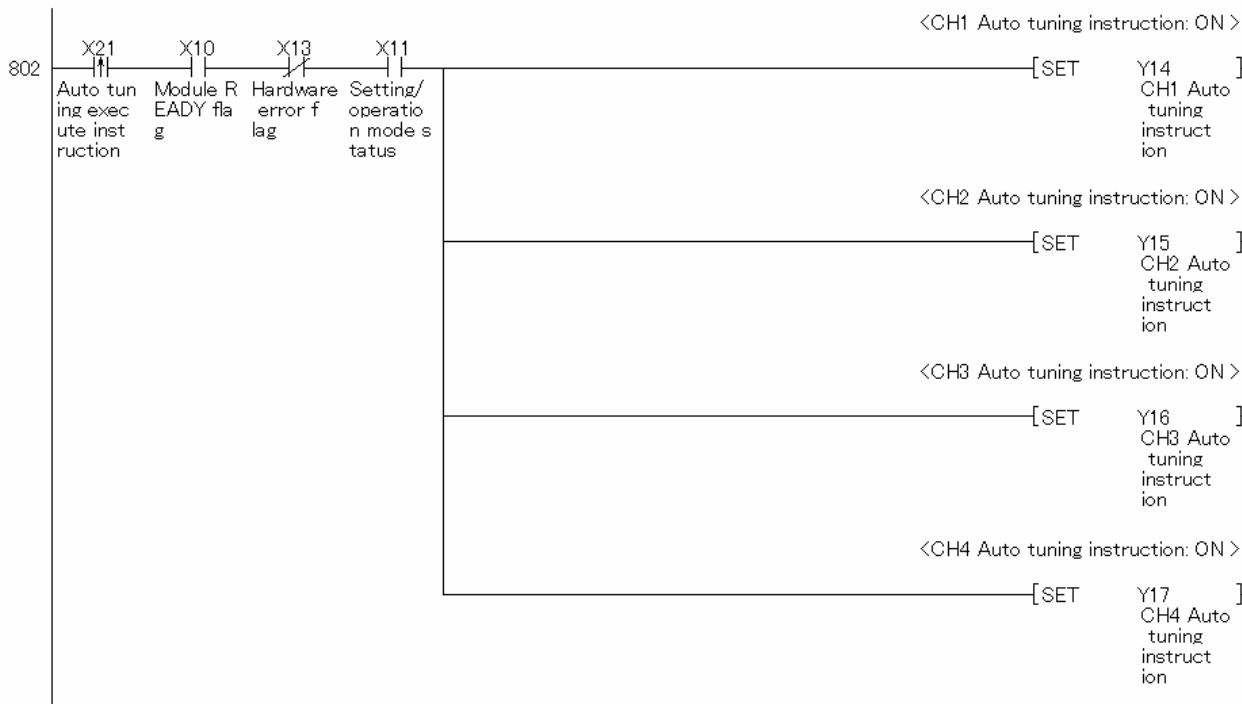 <CH1 Auto tuning instruction: ON >
X21 X10 X13 X11
802
[SET Y14 ]
Auto tun
ing exec
ute inst
ruction
Module R
EADY fla
g
Hardware
error f
lag
Setting/
operatio
n mode s
tatus
CH1 Auto
tuning
instruct
ion
<CH2 Auto tuning instruction: ON >
[SET Y15 ]
CH2 Auto
tuning
instruct
ion
<CH3 Auto tuning instruction: ON >
[SET Y16 ]
CH3 Auto
tuning
instruct
ion
<CH4 Auto tuning instruction: ON >
[SET Y17 ]
CH4 Auto
tuning
instruct
ion